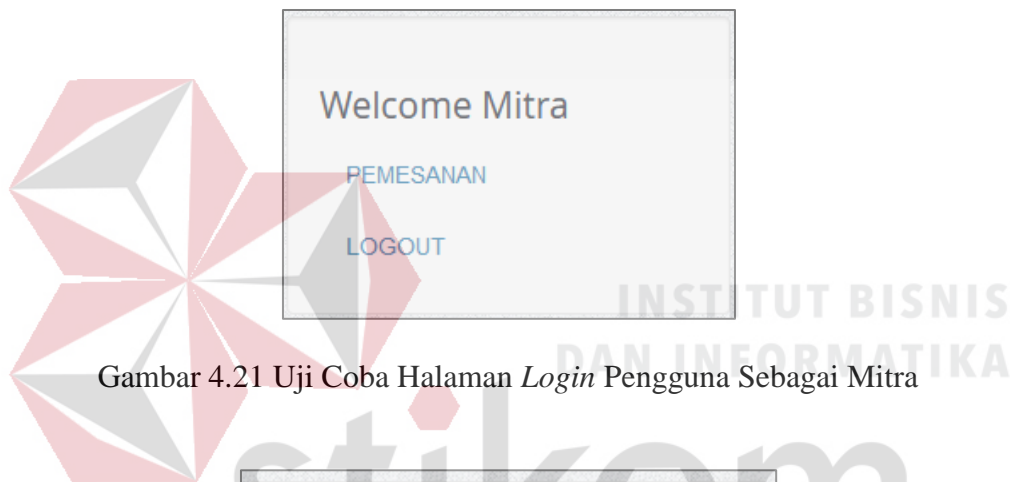 Welcome Mitra
PEMESANAN
LOGOUT
INSTITUT BISNIS
DAN INFORMATIKA
Gambar 4.21 Uji Coba Halaman Login Pengguna Sebagai Mitra
stikom